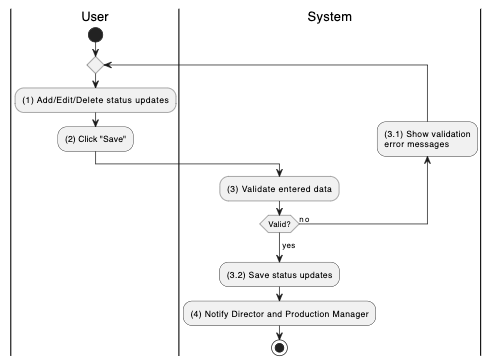 User
System
(1) Add/Edit/Delete status updates
(2) Click "Save"
(3.1) Show validation
error messages
(3) Validate entered data
Valid?
no
yes
(3.2) Save status updates
(4) Notify Director and Production Manager